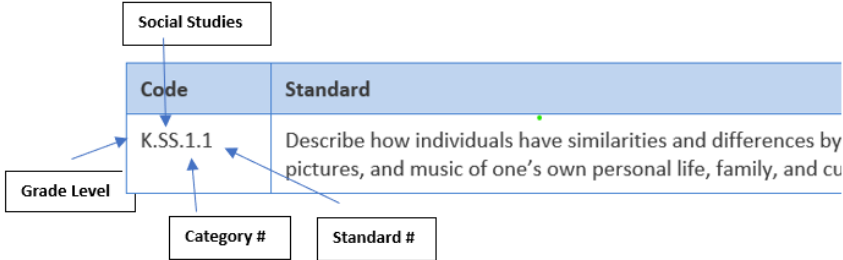 Social Studies
Code Standard
K.SS.1.1 Describe how individuals have similarities and differences by
pictures, and music of one's own personal life, family, and cu
Grade Level
Category # Standard #